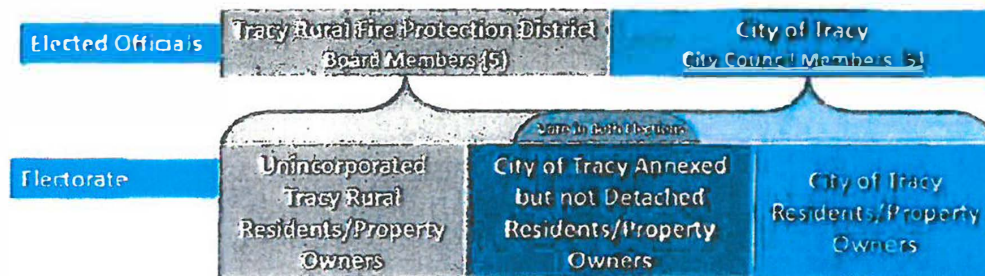 Elected Officials
Tracy Rural Fire Protection District
Board Members (5)
City of Tracy
City Council Members (5)
Vote in Both Elections
Electorate
Unincorporated
Tracy Rural
Residents/Property
Owners
City of Tracy Annexed
but not Detached
Residents/Property
Owners
City of Tracy
Residents/Property
Owners